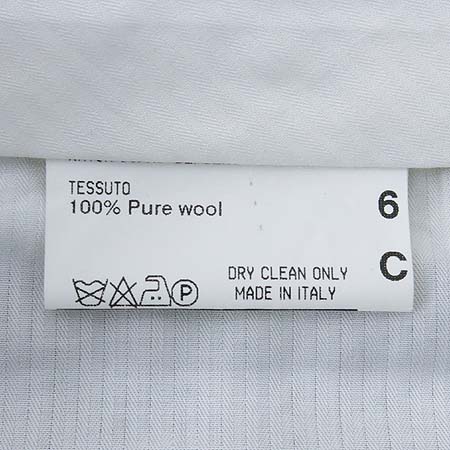 TESSUTO
100% Pure wool
6
C
P
DRY CLEAN ONLY
MADE IN ITALY